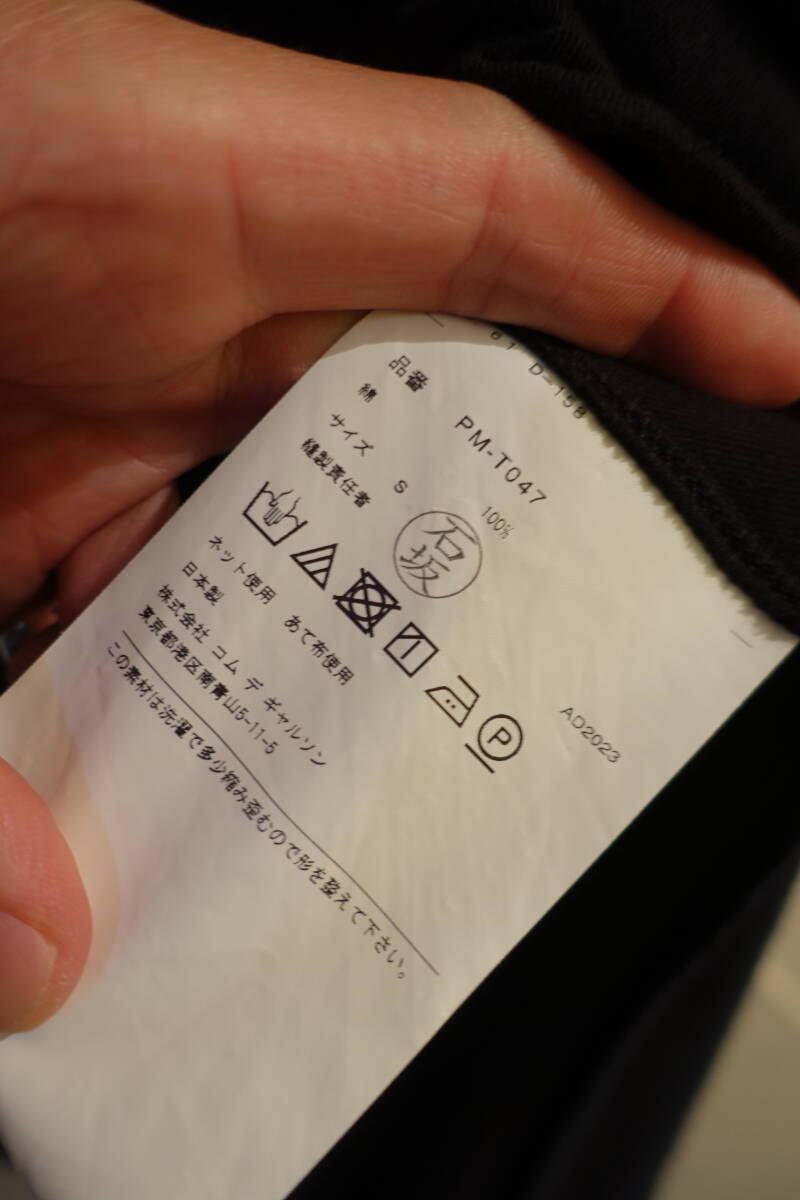 61 D-158
品番 PM-T047
綿 100%
サイズ S
縫製責任者 石坂
P
ネット使用 あて布使用
日本製 AD2023
株式会社 コム デ ギャルソン
東京都港区南青山5-11-5
この素材は洗濯で多少縮み歪むので形を整えて下さい。